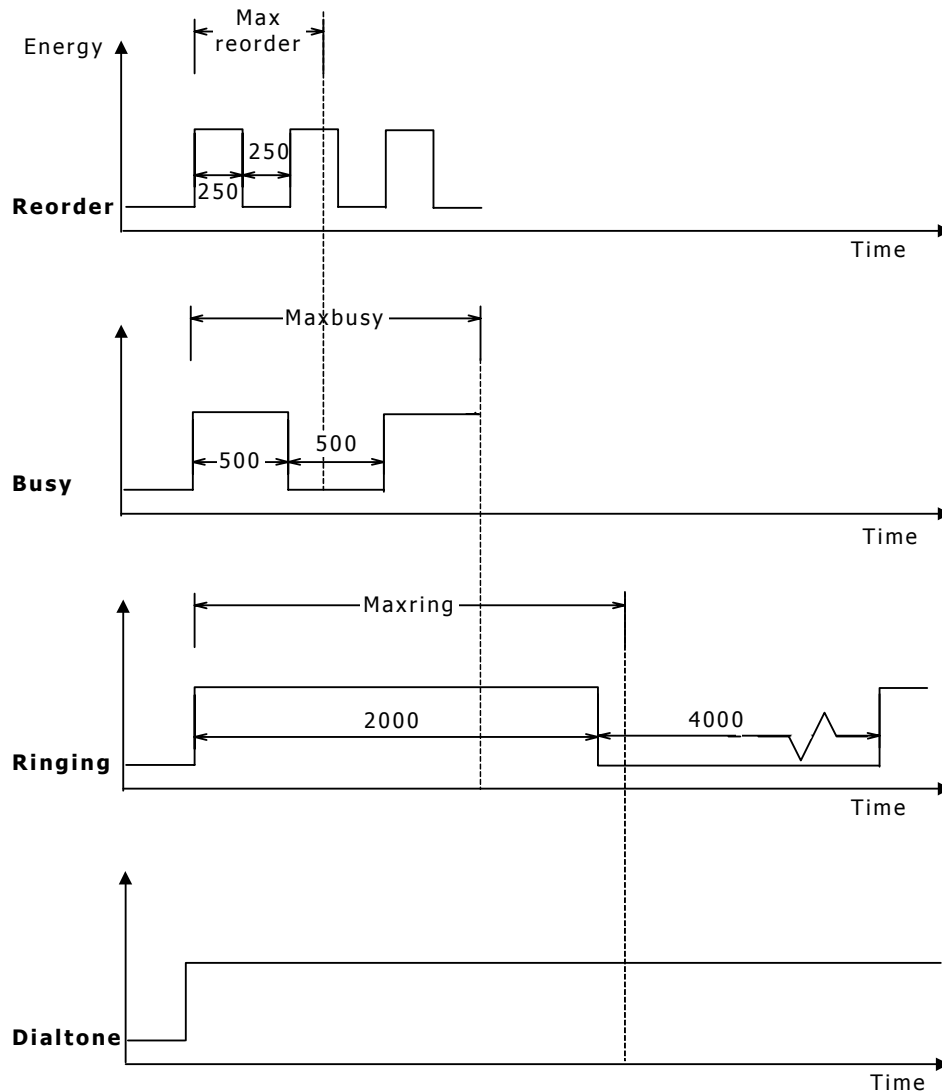 Max
reorder
Energy
250
250
Reorder
Time
Maxbusy
500
500
Busy
Time
Maxring
2000
4000
Ringing
Time
Dialtone
Time